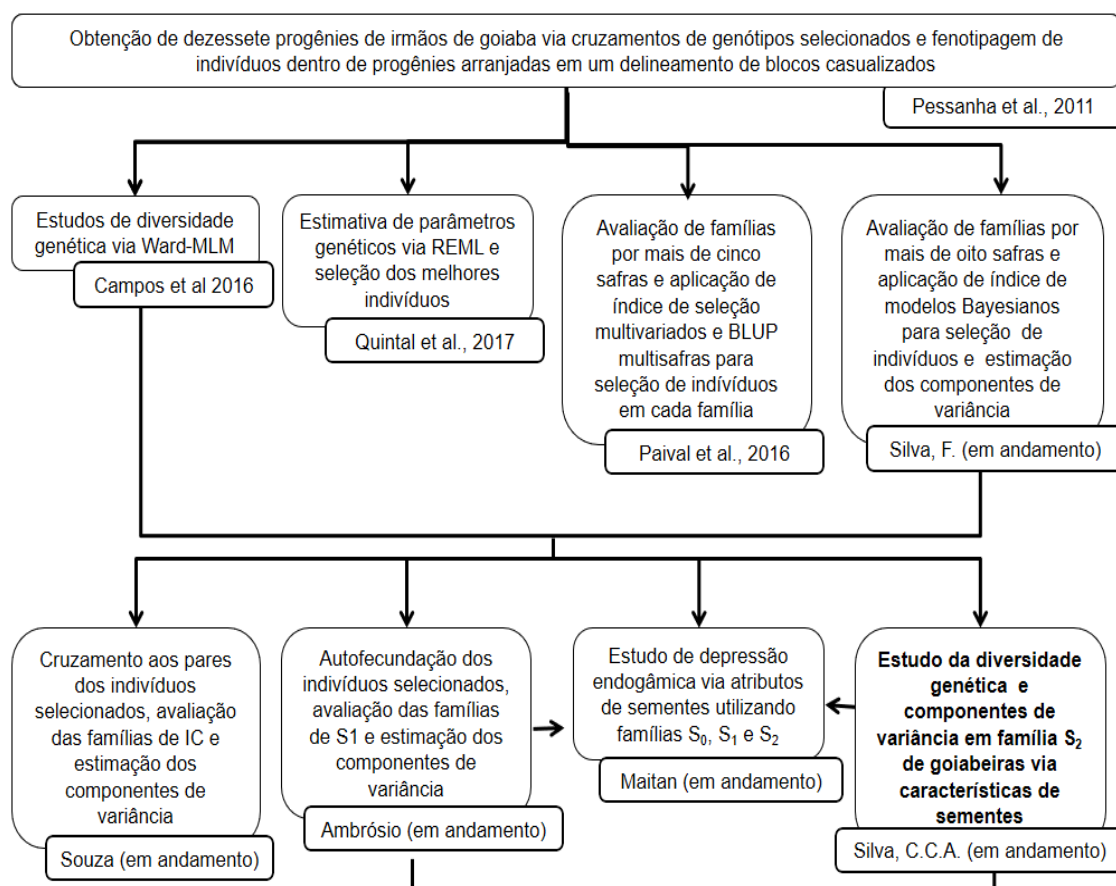 Obtenção de dezessete progênies de irmãos de goiaba via cruzamentos de genótipos selecionados e fenotipagem de
indivíduos dentro de progênies arranjadas em um delineamento de blocos casualizados
Pessanha et al., 2011
Estudos de diversidade
genética via Ward-MLM
Campos et al 2016
Estimativa de parâmetros
genéticos via REML e
seleção dos melhores
indivíduos
Quintal et al., 2017
Avaliação de famílias
por mais de cinco
safras e aplicação de
índice de seleção
multivariados e BLUP
multisafras para
seleção de indíviduos
em cada família
Paival et al., 2016
Avaliação de famílias por
mais de oito safras e
aplicação de índice de
modelos Bayesianos
para seleção de
indivíduos e estimação
dos componentes de
variância
Silva, F. (em andamento)
Cruzamento aos pares
dos indivíduos
selecionados, avaliação
das famílias de IC e
estimação dos
componentes de
variância
Souza (em andamento)
Autofecundação dos
indivíduos selecionados,
avaliação das famílias
de S1 e estimação dos
componentes de
variância
Ambrósio (em andamento)
Estudo de depressão
endogâmica via atributos
de sementes utilizando
famílias S₀, S₁ e S₂
Maitan (em andamento)
Estudo da diversidade
genética e
componentes de
variância em família S₂
de goiabeiras via
características de
sementes
Silva, C.C.A. (em andamento)